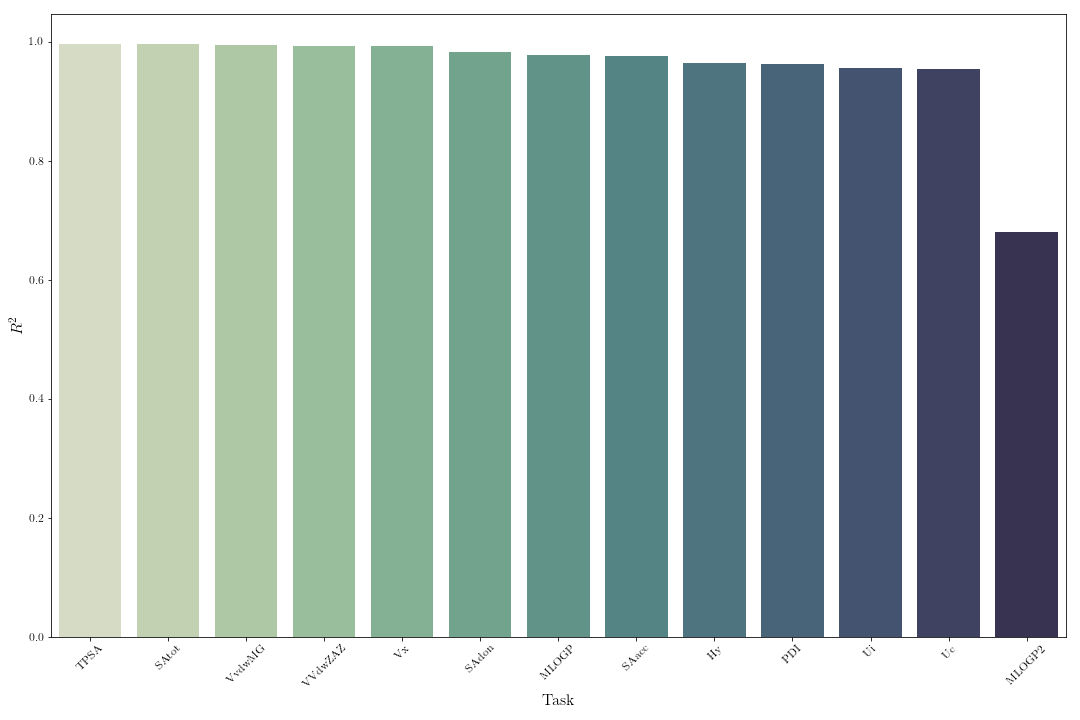 1.0
0.8
0.6
0.4
0.2
0.0
R²
TPSA
SAtot
VvdwMG
VVdwZAZ
Vx
SAdon
MLOGP
SAacc
Hy
PDI
Ui
Uc
MLOGP2
Task